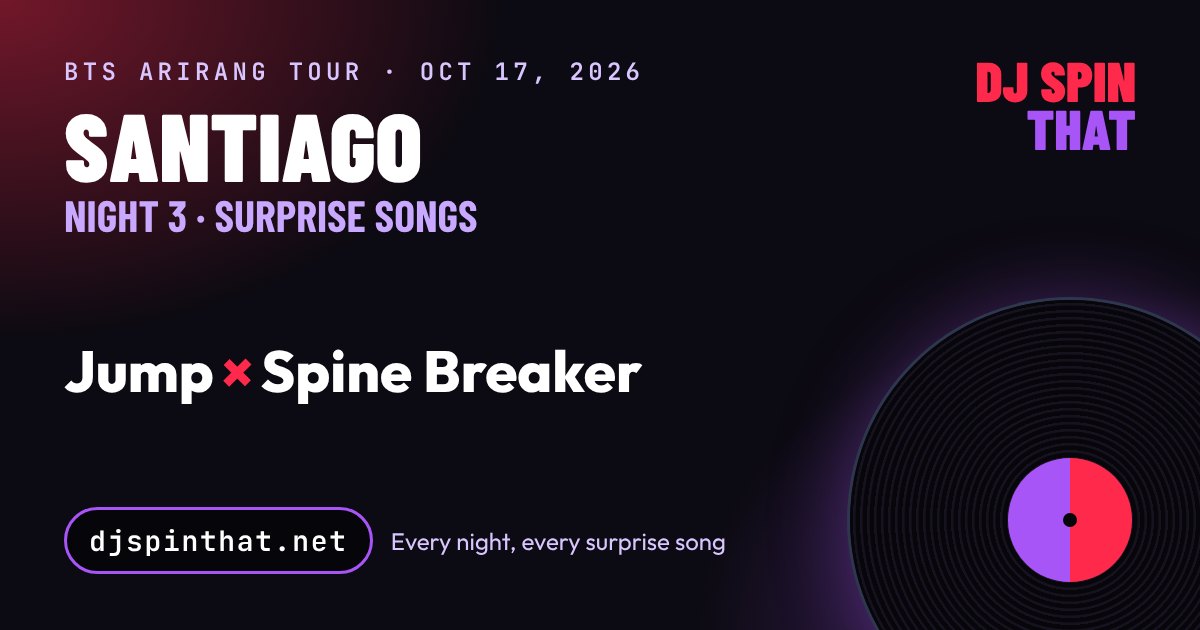 BTS ARIRANG TOUR · OCT 17, 2026
SANTIAGO
NIGHT 3 · SURPRISE SONGS
DJ SPIN
THAT
Jump × Spine Breaker
djspinthat.net
Every night, every surprise song